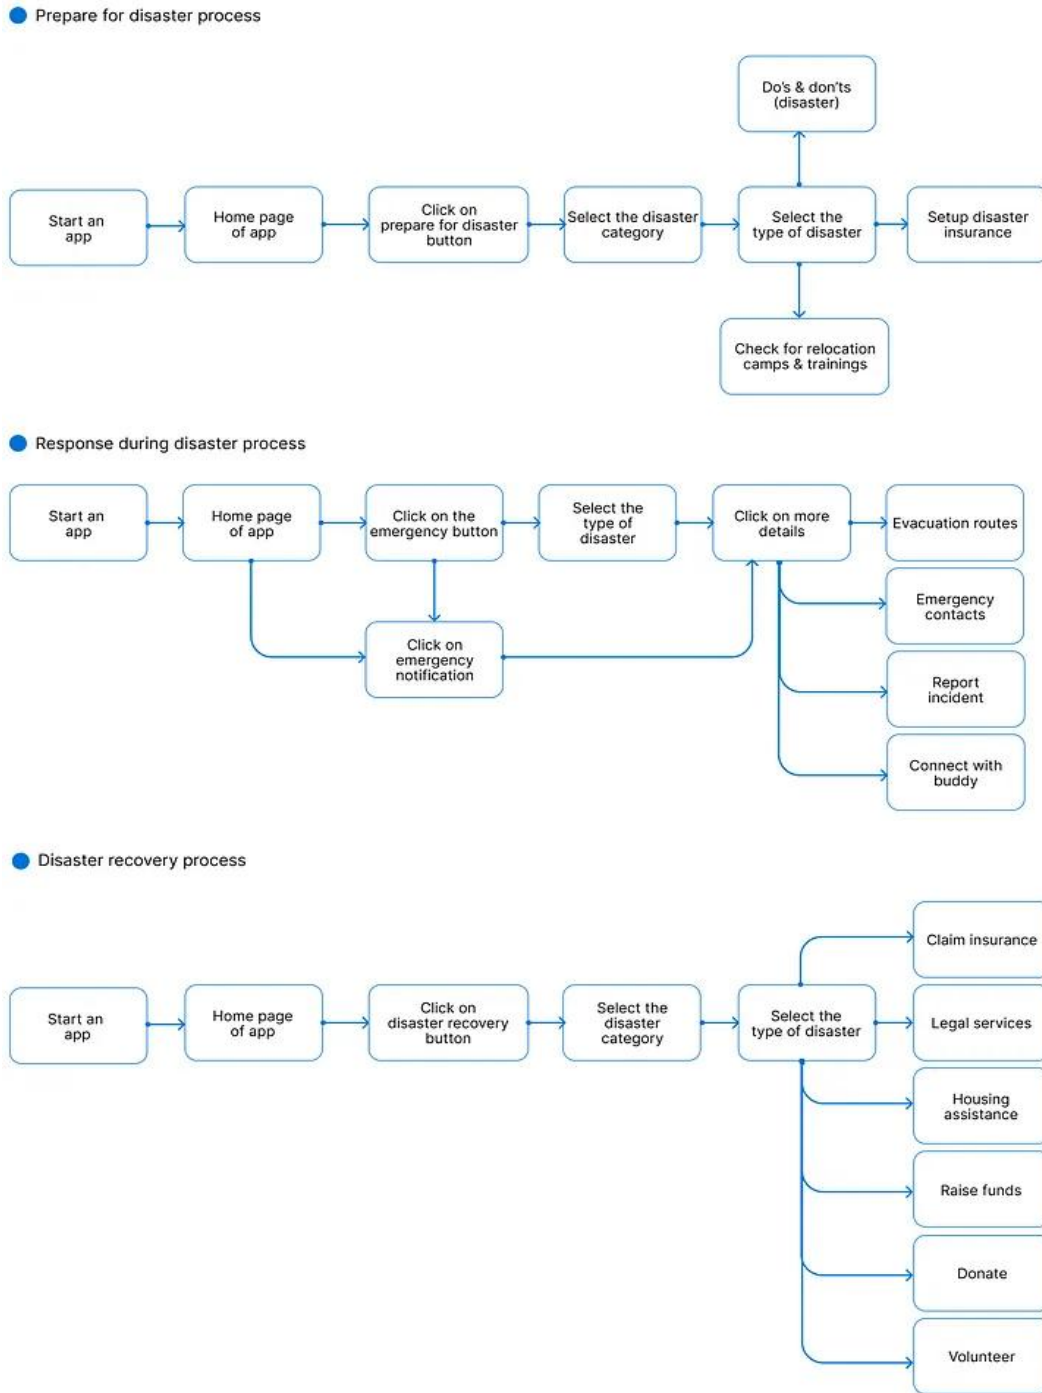 Prepare for disaster process
Do's & don'ts
(disaster)
Start an
app
Home page
of app
Click on
prepare for disaster
button
Select the disaster
category
Select the
type of disaster
Setup disaster
insurance
Check for relocation
camps & trainings
Response during disaster process
Start an
app
Home page
of app
Click on the
emergency button
Select the
type of
disaster
Click on more
details
Evacuation routes
Emergency
contacts
Click on
emergency
notification
Report
incident
Connect with
buddy
Disaster recovery process
Claim insurance
Start an
app
Home page
of app
Click on
disaster recovery
button
Select the
disaster
category
Select the
type of disaster
Legal services
Housing
assistance
Raise funds
Donate
Volunteer